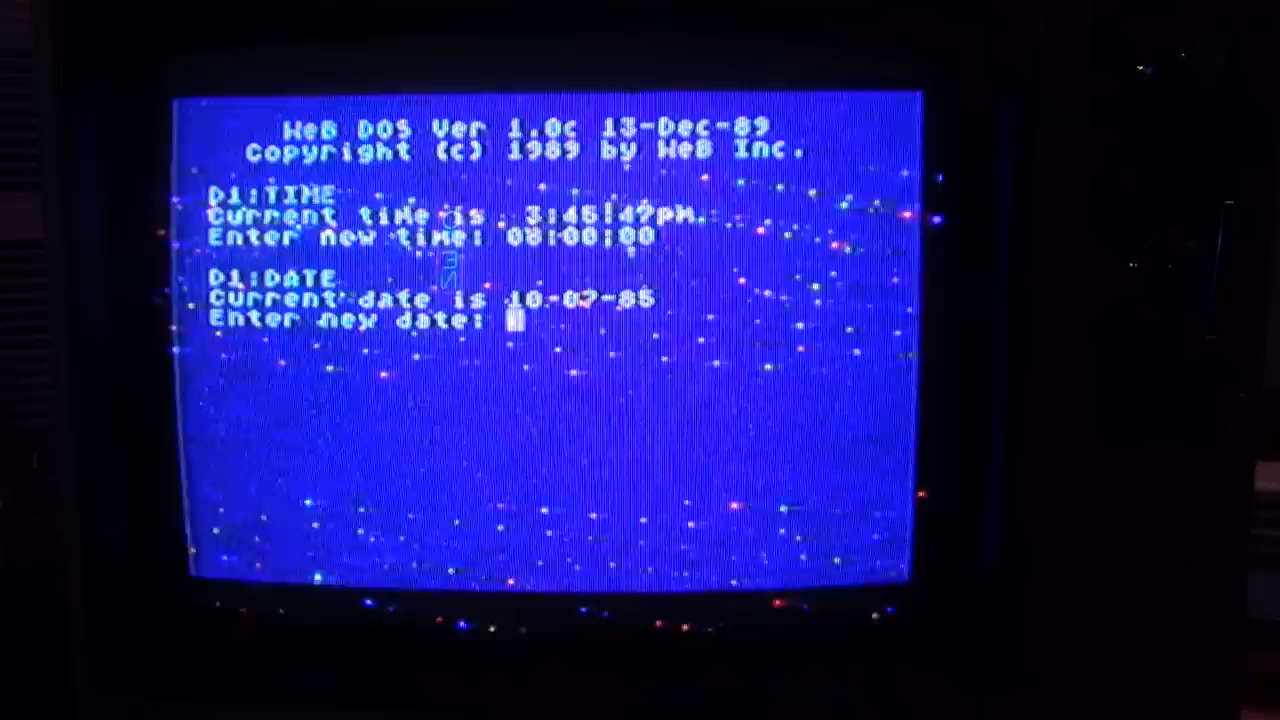 WeB DOS Ver 1.0c 13-Dec-89
Copyright (c) 1989 by WeB Inc.
D1:TIME
Current time is 3:45:47pm.
Enter new time: 08:00:00
D1:DATE
Current date is 10-07-85
Enter new date: